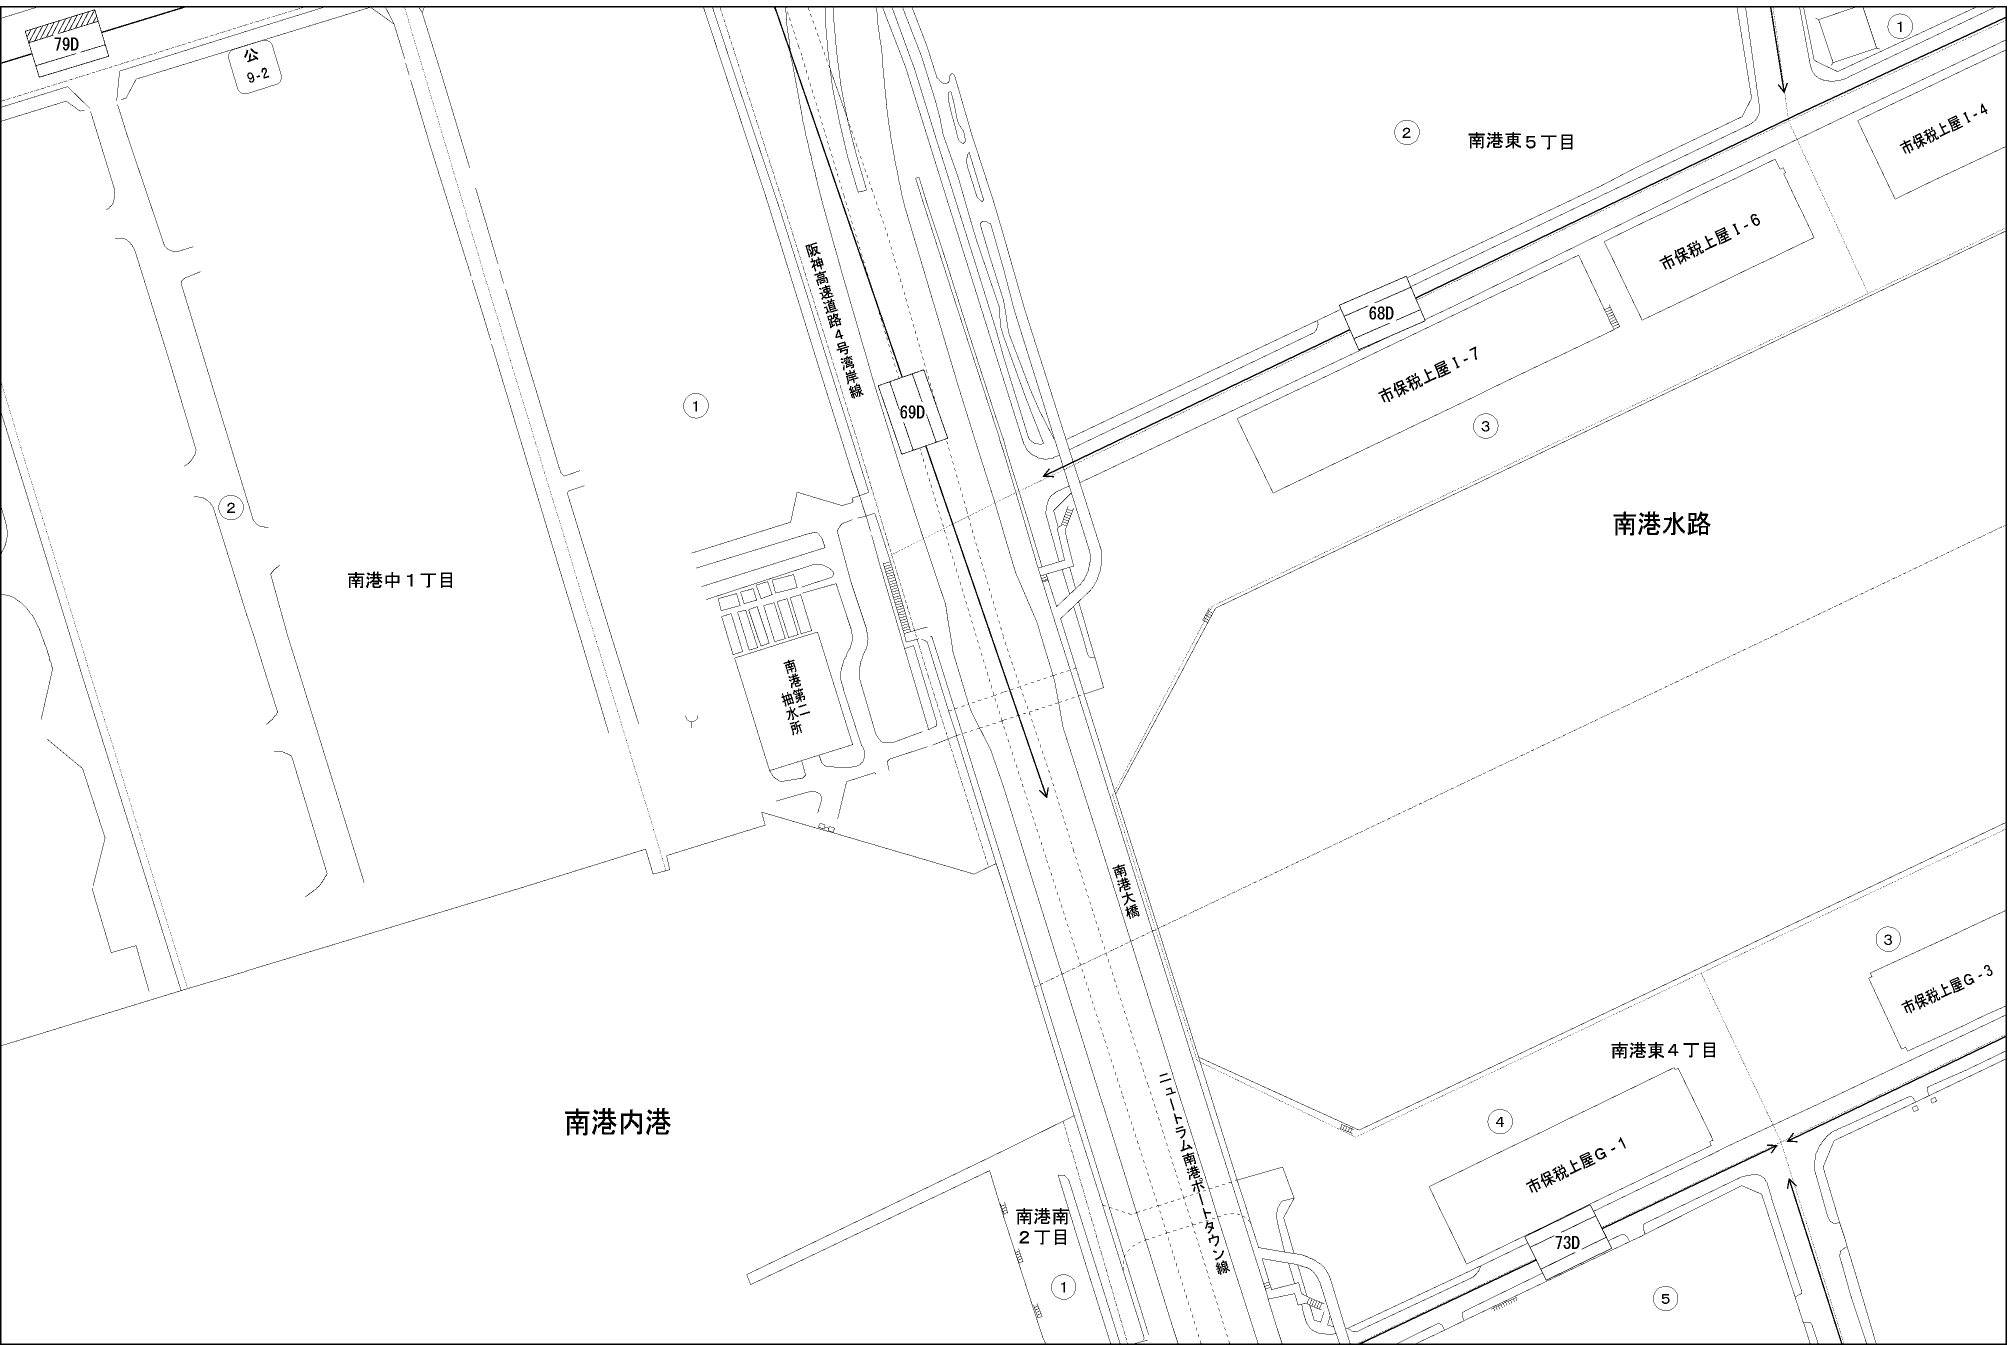 79D
公
9-2
①
②
南港東5丁目
市保税上屋Ⅰ-4
市保税上屋Ⅰ-6
阪神高速道路4号湾岸線
68D
市保税上屋Ⅰ-7
①
69D
③
②
南港水路
南港中1丁目
南港第二
抽水所
南港大橋
③
市保税上屋G-3
南港東4丁目
ニュートラム南港ポートタウン線
南港内港
④
市保税上屋G-1
南港南
2丁目
73D
①
⑤